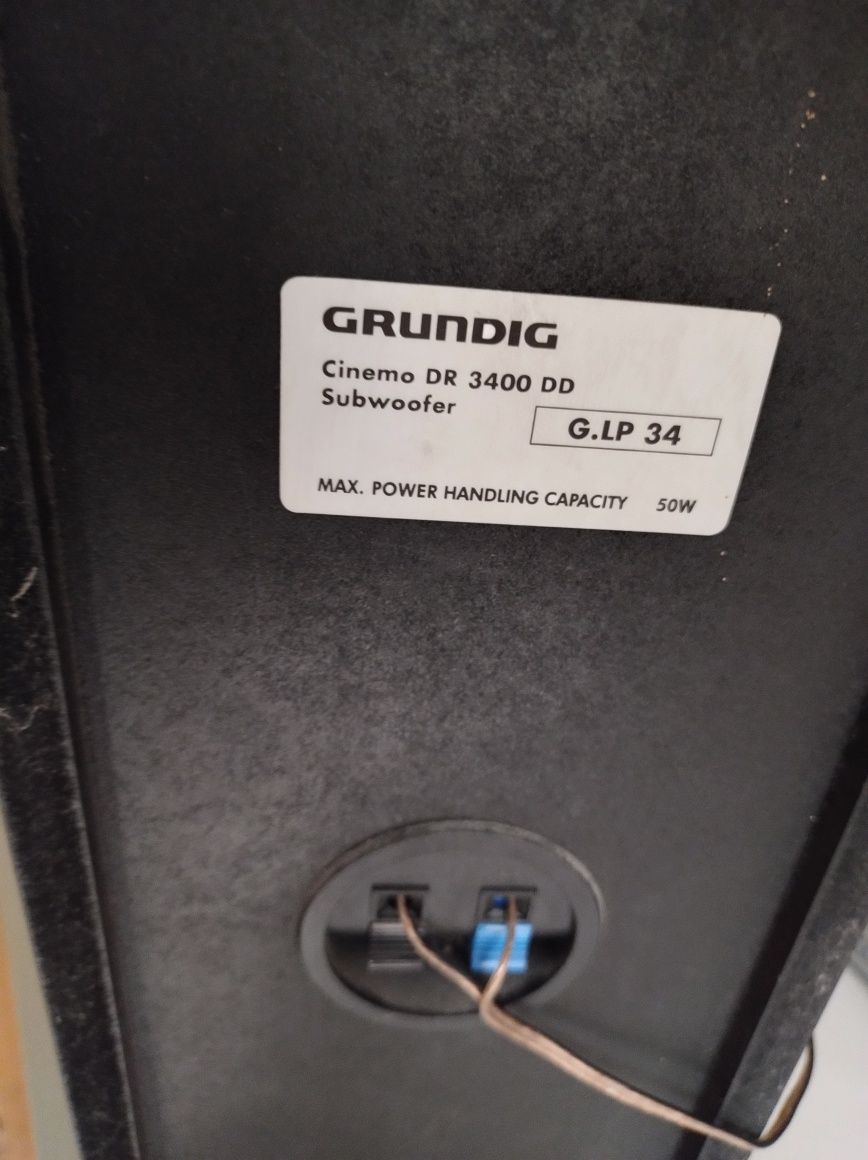 GRUNDIG
Cinemo DR 3400 DD
Subwoofer
G.LP 34
MAX. POWER HANDLING CAPACITY 50W